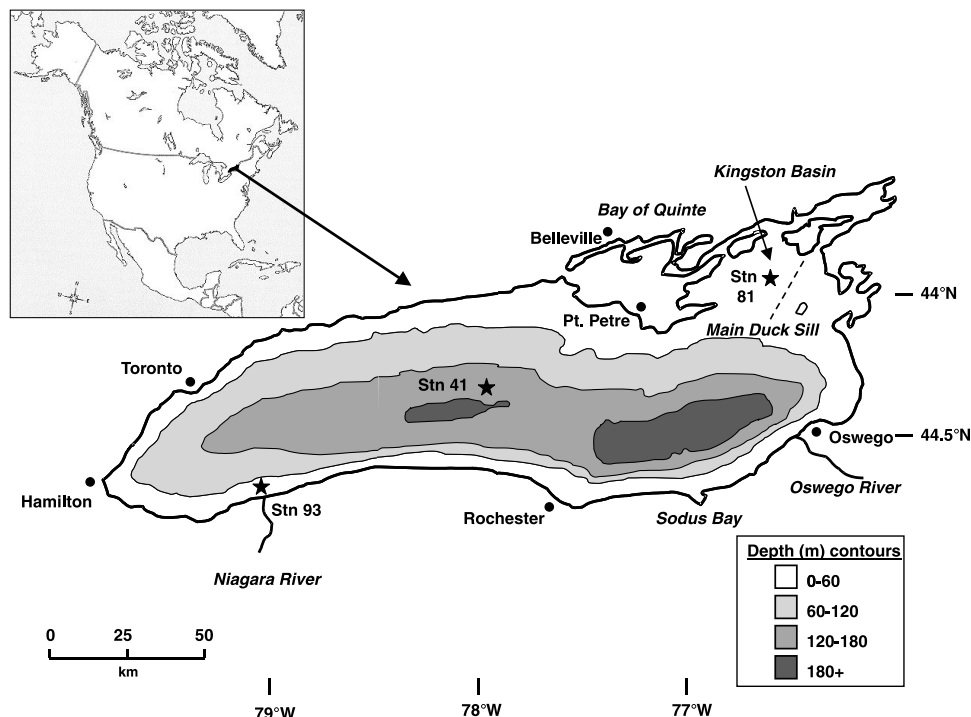 Kingston Basin
Bay of Quinte
Belleville
Stn
81
44°N
Pt. Petre
Main Duck Sill
Toronto
Stn 41
Oswego
44.5°N
Hamilton
Stn 93
Rochester
Sodus Bay
Oswego River
Niagara River
Depth (m) contours
0-60
60-120
120-180
180+
0 25 50
km
79°W 78°W 77°W